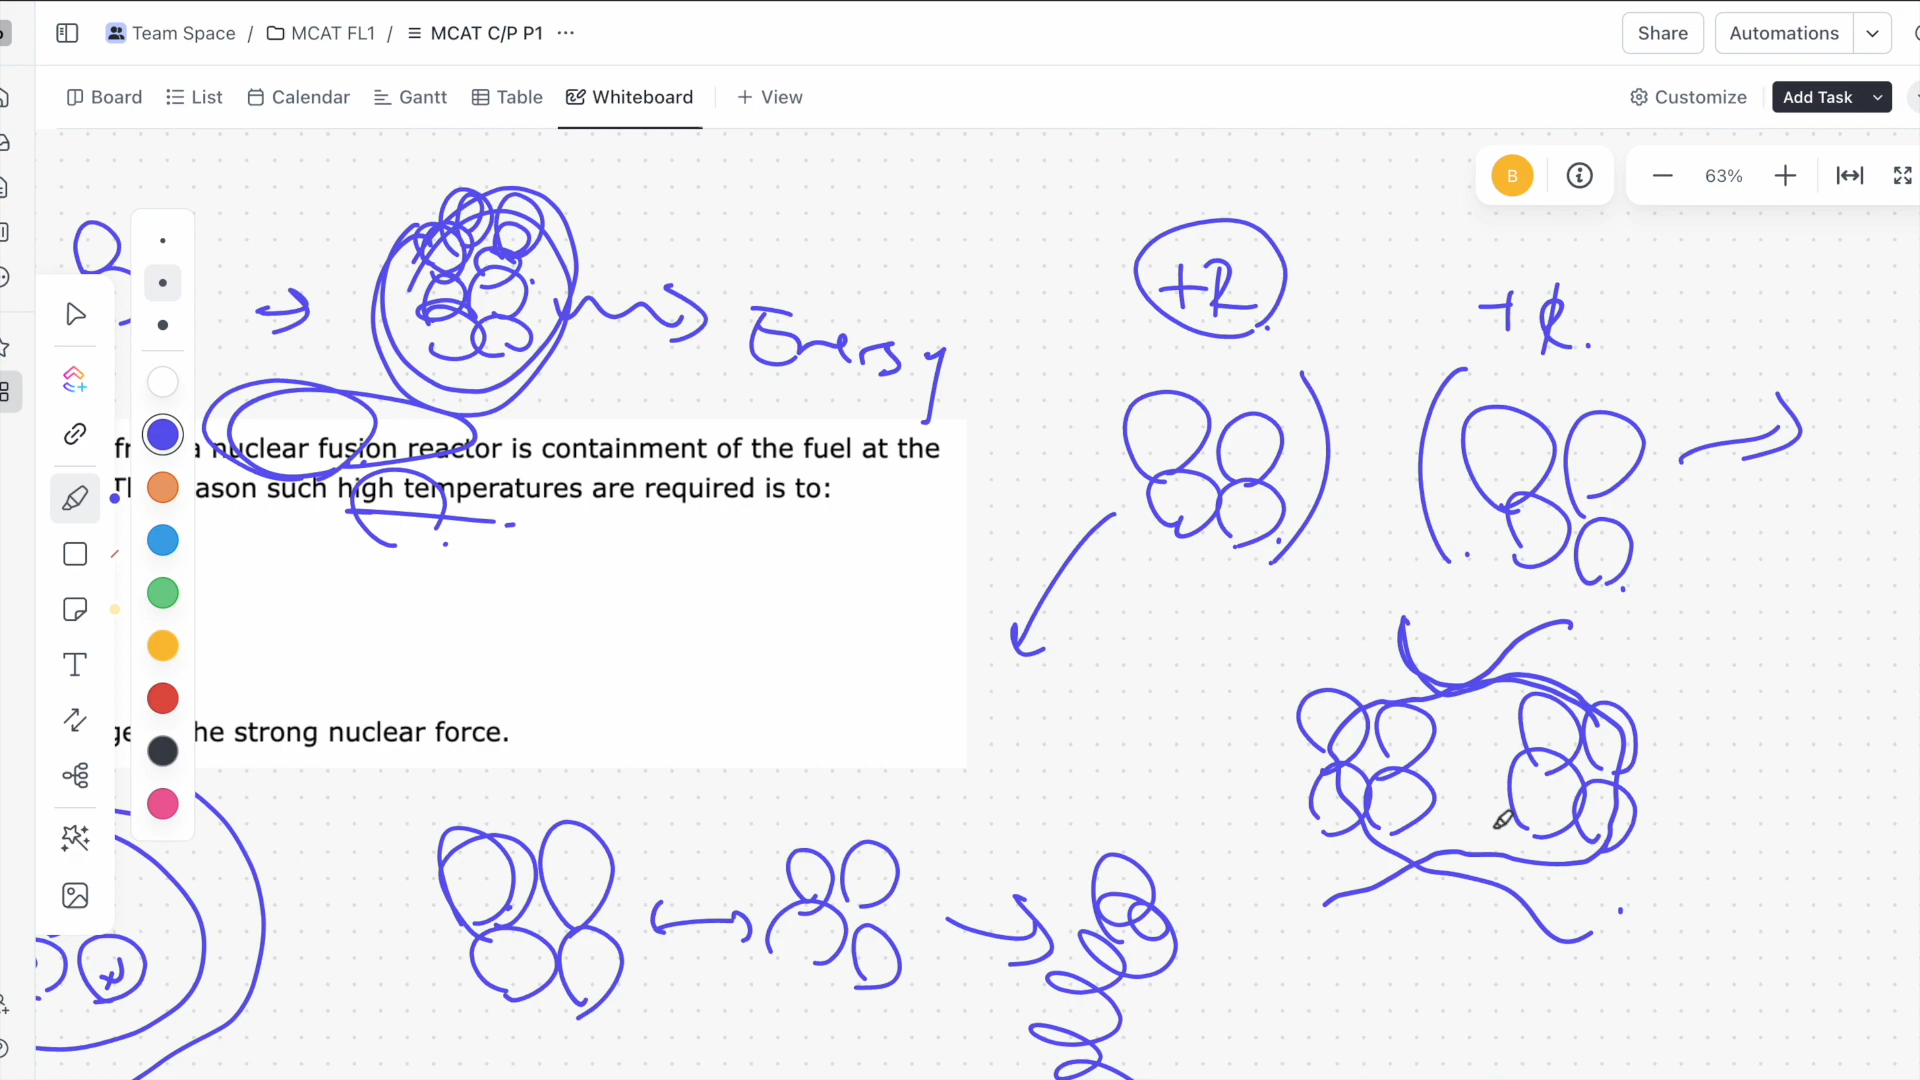 Team Space / MCAT FL1 / MCAT C/P P1
Share
Automations
Board
List
Calendar
Gantt
Table
Whiteboard
+ View
Customize
Add Task
B
63%
+R
+R
Energy
nuclear fusion reactor is containment of the fuel at the
such high temperatures are required is to:
the strong nuclear force.
T